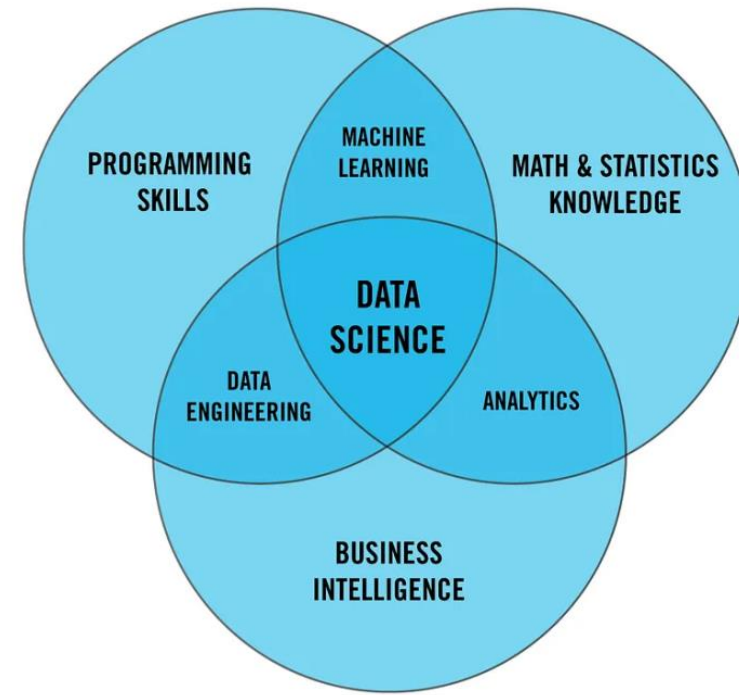 MACHINE
LEARNING
PROGRAMMING
SKILLS
MATH & STATISTICS
KNOWLEDGE
DATA
SCIENCE
DATA
ENGINEERING
ANALYTICS
BUSINESS
INTELLIGENCE